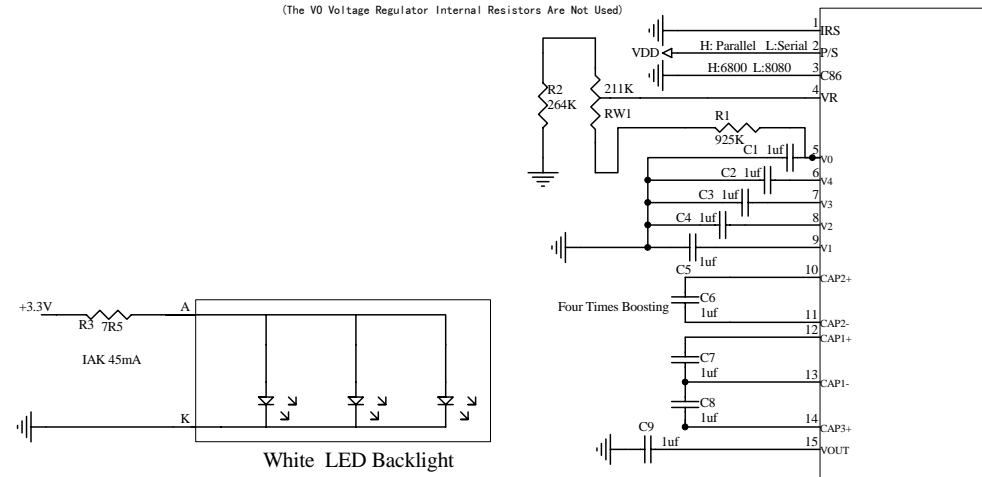 (The V0 Voltage Regulator Internal Resistors Are Not Used)
1
IRS
VDD
H: Parallel L:Serial
2
P/S
H:6800 L:8080
3
C86
R2
264K
211K
RW1
4
VR
R1
925K
C1 1uf
5
V0
C2 1uf
6
V4
C3 1uf
7
V3
C4 1uf
8
V2
9
V1
1uf
C5
10
CAP2+
Four Times Boosting
C6
1uf
11
CAP2-
12
CAP1+
C7
1uf
13
CAP1-
C8
1uf
14
CAP3+
C9
1uf
15
VOUT
+3.3V
R3 7R5
A
IAK 45mA
K
White LED Backlight